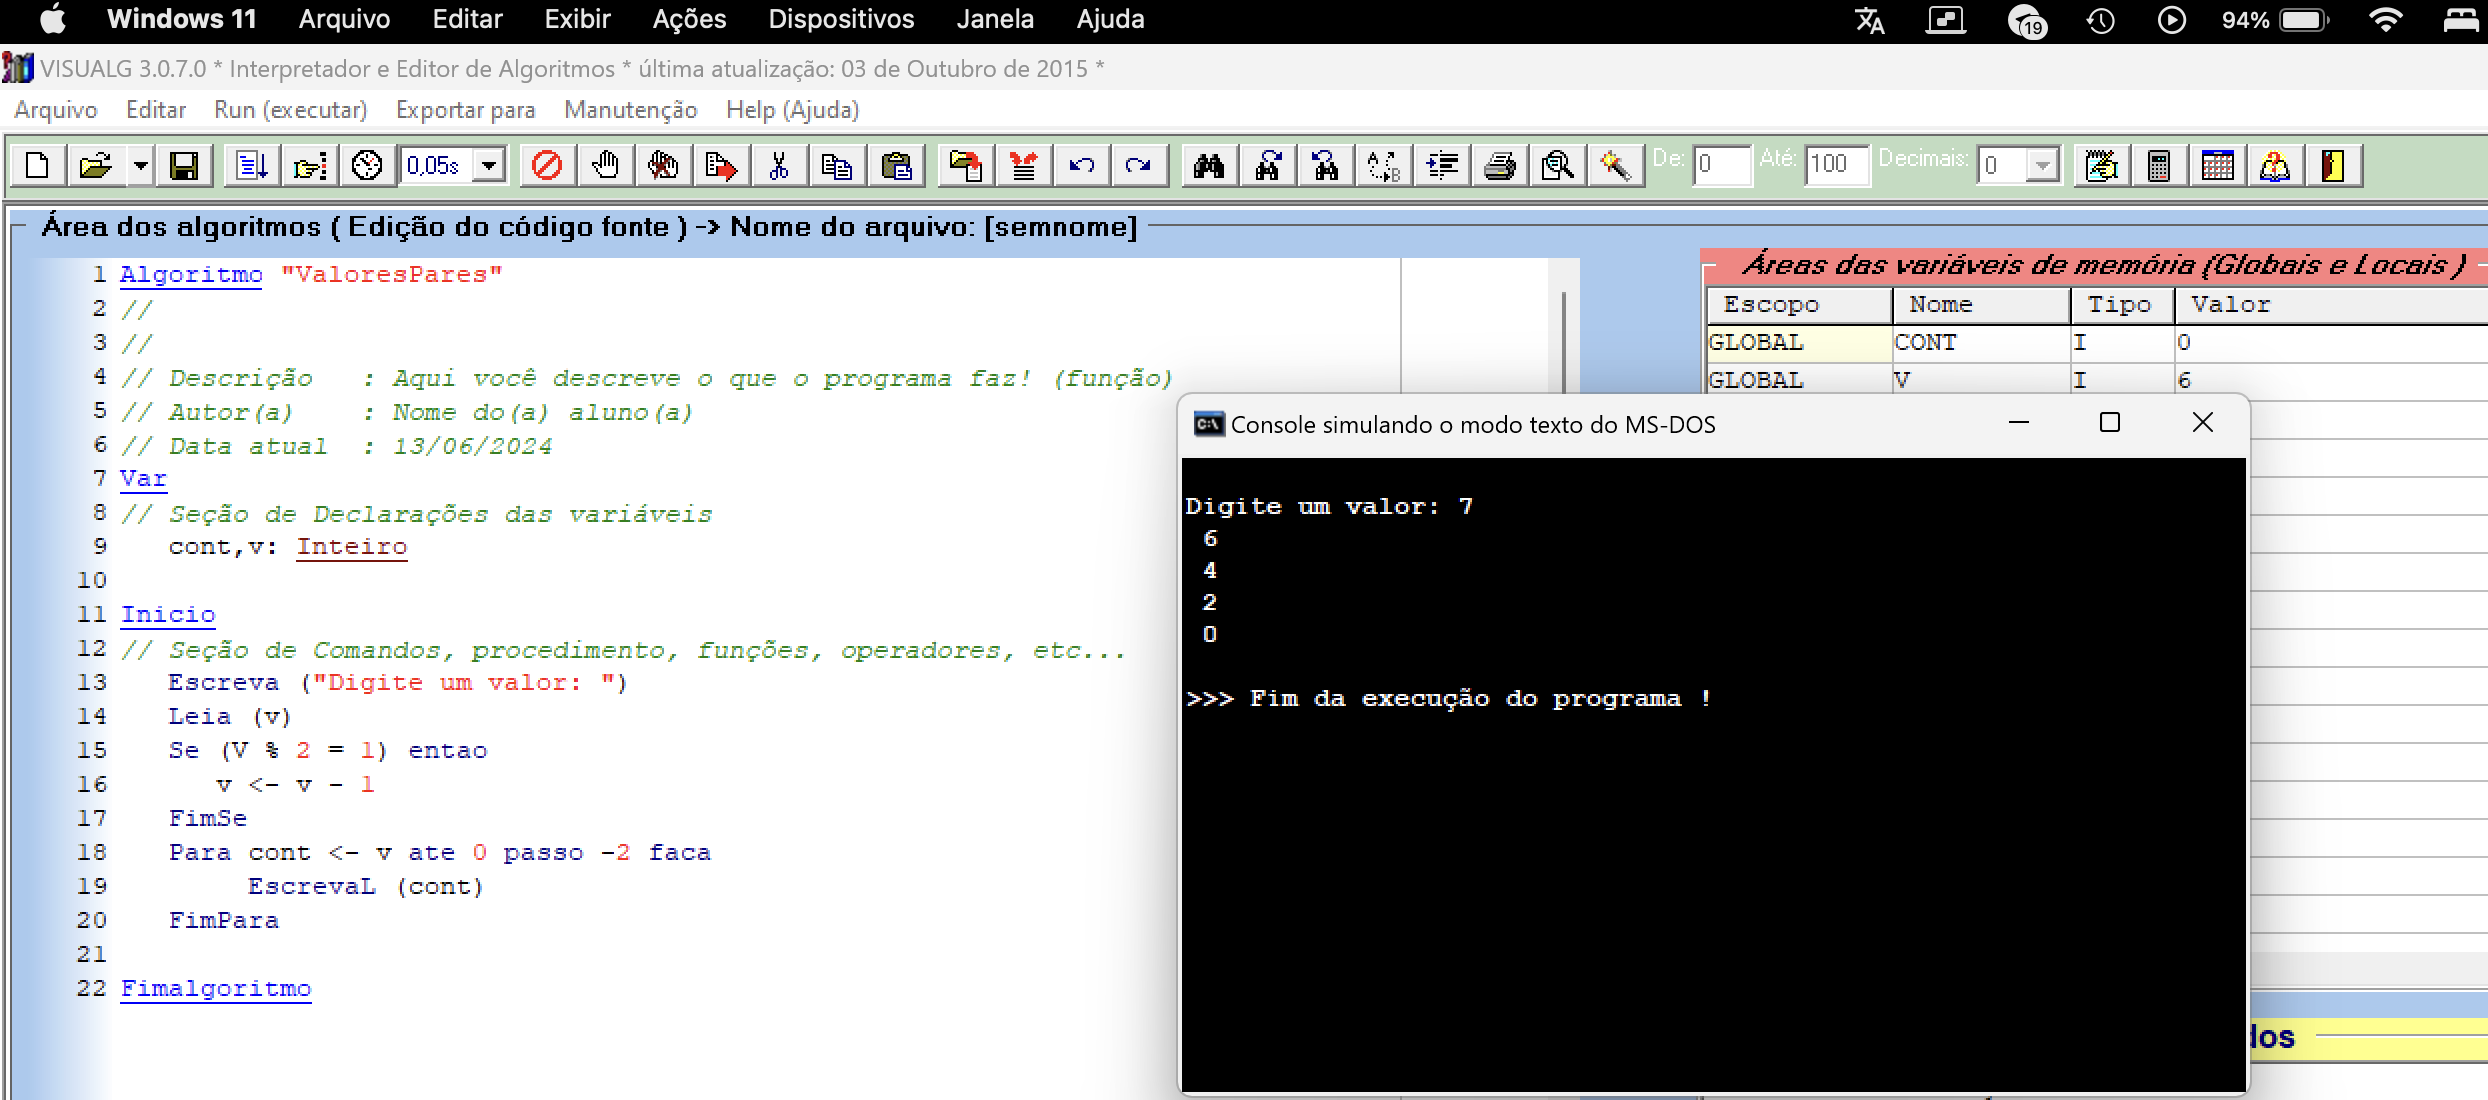 Windows 11 Arquivo Editar Exibir Ações Dispositivos Janela Ajuda 19 94%
VISUALG 3.0.7.0 * Interpretador e Editor de Algoritmos * última atualização: 03 de Outubro de 2015 *
Arquivo Editar Run (executar) Exportar para Manutenção Help (Ajuda)
0,05s De: 0 Até: 100 Decimais: 0
Área dos algoritmos ( Edição do código fonte ) -> Nome do arquivo: [semnome]
1 Algoritmo "ValoresPares"
2 //
3 //
4 // Descrição : Aqui você descreve o que o programa faz! (função)
5 // Autor(a) : Nome do(a) aluno(a)
6 // Data atual : 13/06/2024
7 Var
8 // Seção de Declarações das variáveis
9 cont,v: Inteiro
10
11 Inicio
12 // Seção de Comandos, procedimento, funções, operadores, etc...
13 Escreva ("Digite um valor: ")
14 Leia (v)
15 Se (V % 2 = 1) entao
16 v <- v - 1
17 FimSe
18 Para cont <- v ate 0 passo -2 faca
19 EscrevaL (cont)
20 FimPara
21
22 Fimalgoritmo
Áreas das variáveis de memória (Globais e Locais )
Escopo Nome Tipo Valor
GLOBAL CONT I 0
GLOBAL V I 6
Console simulando o modo texto do MS-DOS
Digite um valor: 7
6
4
2
0
>>> Fim da execução do programa !